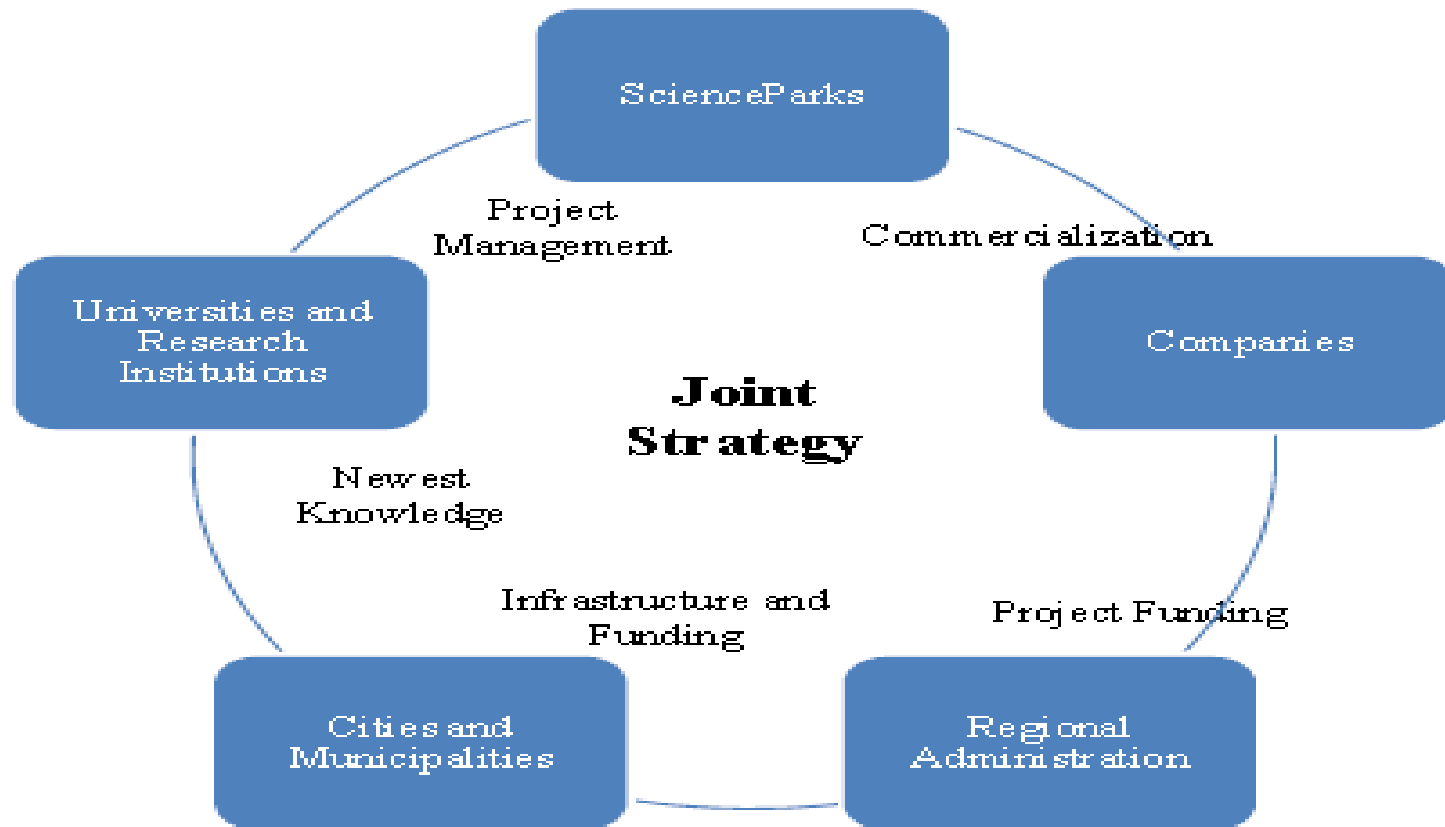 ScienceParks
Project
Management
Commercialization
Universities and
Research
Institutions
Companies
Joint
Strategy
Newest
Knowledge
Infrastructure and
Funding
Project Funding
Cities and
Municipalities
Regional
Administration